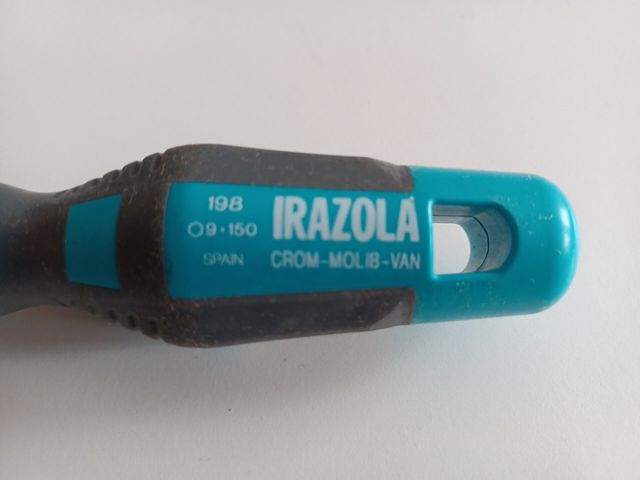 198
⬡9·150
SPAIN
IRAZOLA
CROM-MOLIB-VAN